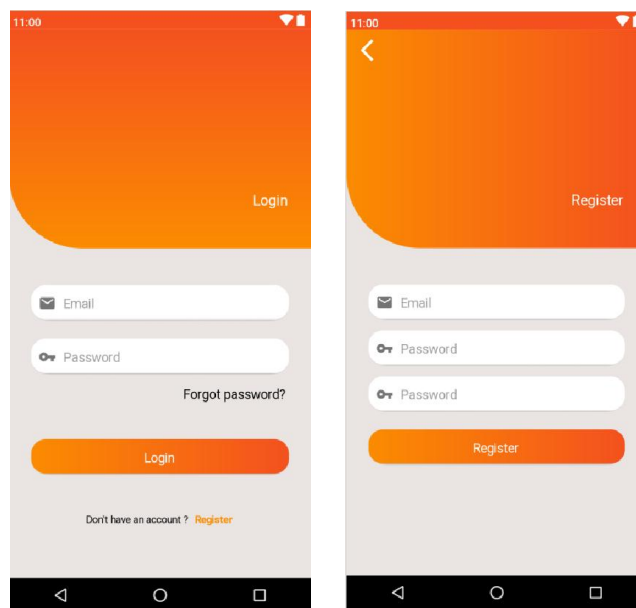 11:00
Login
Email
Password
Forgot password?
Login
Don't have an account ? Register
11:00
Register
Email
Password
Password
Register